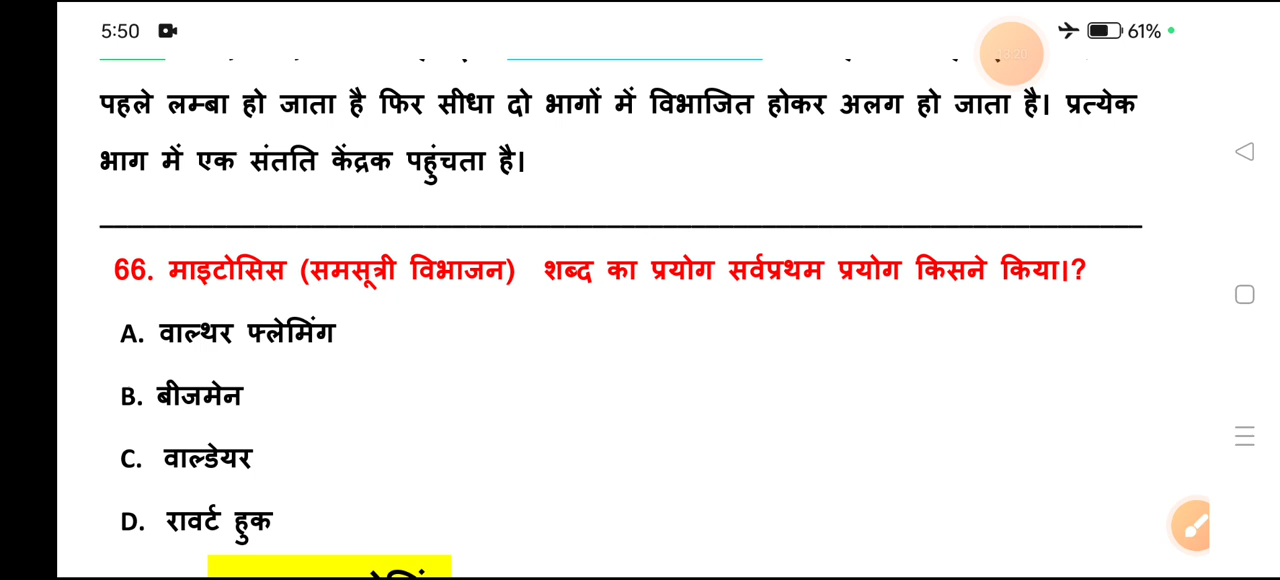 5:50
61%
पहले लम्बा हो जाता है फिर सीधा दो भागों में विभाजित होकर अलग हो जाता है। प्रत्येक
भाग में एक संतति केंद्रक पहुंचता है।
66. माइटोसिस (समसूत्री विभाजन) शब्द का प्रयोग सर्वप्रथम प्रयोग किसने किया।?
A. वाल्थर फ्लेमिंग
B. बीजमेन
C. वाल्डेयर
D. रावर्ट हुक